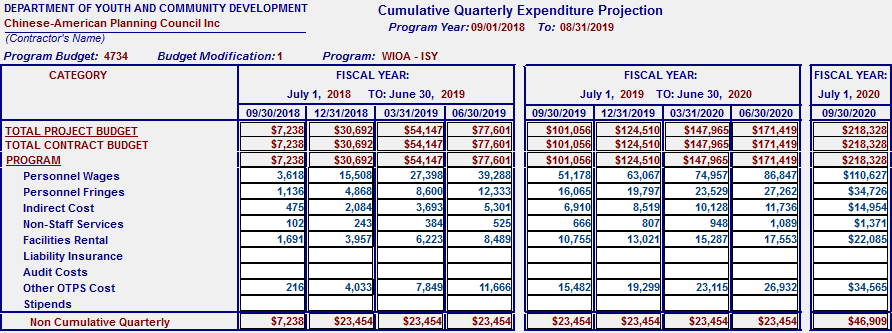 DEPARTMENT OF YOUTH AND COMMUNITY DEVELOPMENT
Cumulative Quarterly Expenditure Projection
Chinese-American Planning Council Inc
Program Year: 09/01/2018 To: 08/31/2019
(Contractor's Name)
Program Budget: 4734 Budget Modification: 1 Program: WIOA - ISY
CATEGORY FISCAL YEAR: FISCAL YEAR: FISCAL YEAR:
July 1, 2018 TO: June 30, 2019 July 1, 2019 TO: June 30, 2020 July 1, 2020
09/30/2018 12/31/2018 03/31/2019 06/30/2019 09/30/2019 12/31/2019 03/31/2020 06/30/2020 09/30/2020
TOTAL PROJECT BUDGET $7,238 $30,692 $54,147 $77,601 $101,056 $124,510 $147,965 $171,419 $218,328
TOTAL CONTRACT BUDGET $7,238 $30,692 $54,147 $77,601 $101,056 $124,510 $147,965 $171,419 $218,328
PROGRAM $7,238 $30,692 $54,147 $77,601 $101,056 $124,510 $147,965 $171,419 $218,328
Personnel Wages 3,618 15,508 27,398 39,288 51,178 63,067 74,957 86,847 $110,627
Personnel Fringes 1,136 4,868 8,600 12,333 16,065 19,797 23,529 27,262 $34,726
Indirect Cost 475 2,084 3,693 5,301 6,910 8,519 10,128 11,736 $14,954
Non-Staff Services 102 243 384 525 666 807 948 1,089 $1,371
Facilities Rental 1,691 3,957 6,223 8,489 10,755 13,021 15,287 17,553 $22,085
Liability Insurance
Audit Costs
Other OTPS Cost 216 4,033 7,849 11,666 15,482 19,299 23,115 26,932 $34,565
Stipends
Non Cumulative Quarterly $7,238 $23,454 $23,454 $23,454 $23,454 $23,454 $23,454 $23,454 $46,909